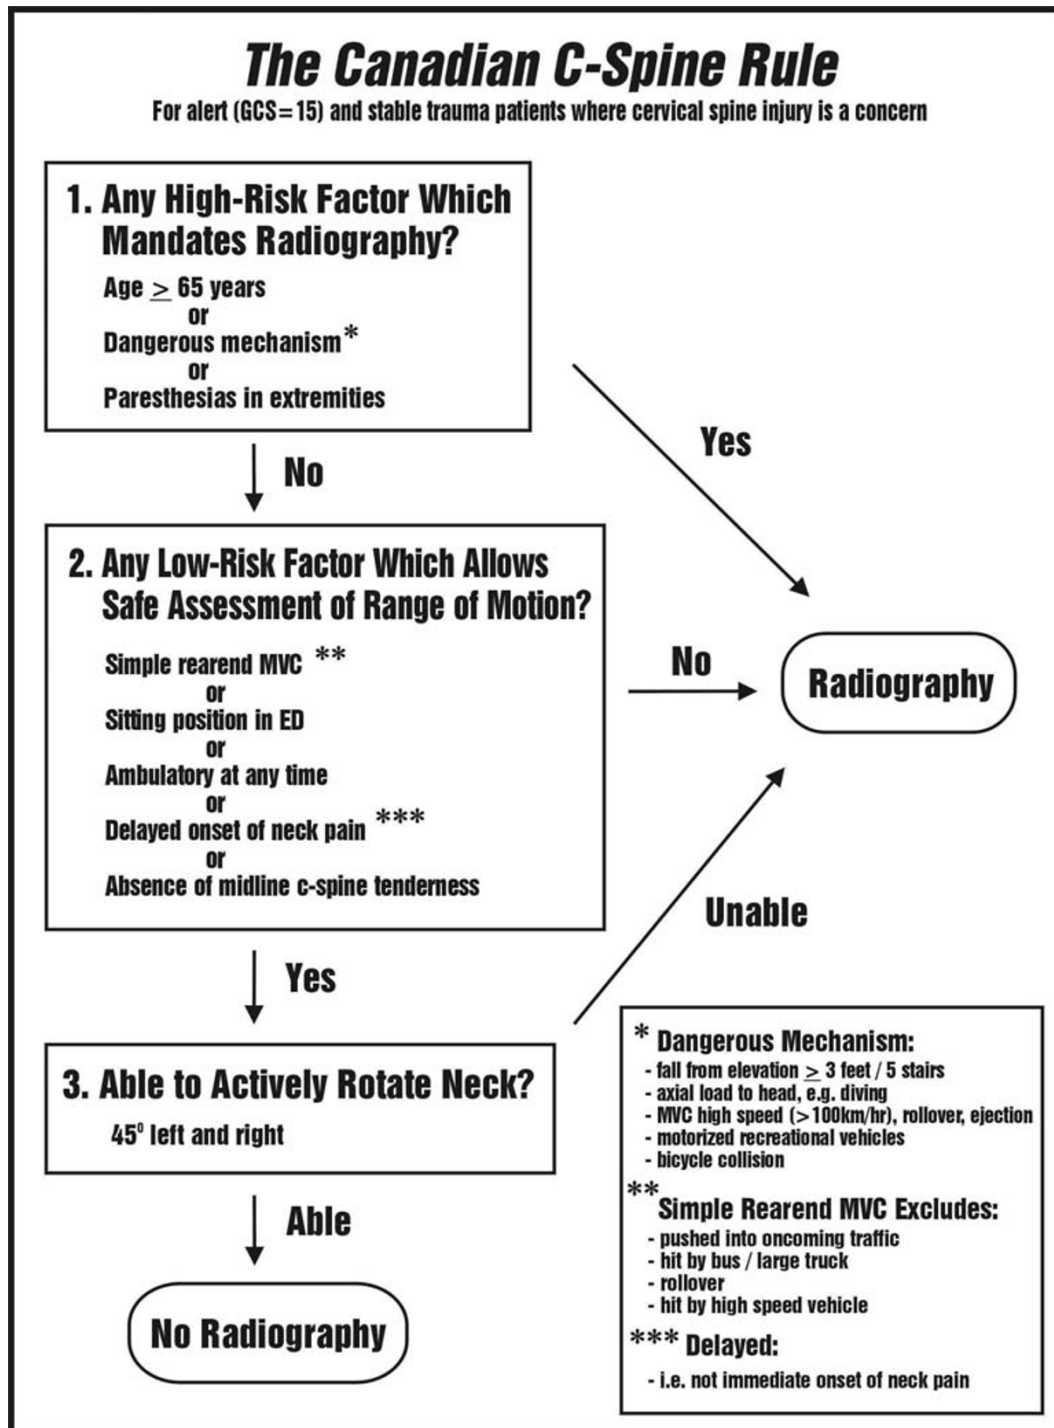 The Canadian C-Spine Rule
For alert (GCS=15) and stable trauma patients where cervical spine injury is a concern
1. Any High-Risk Factor Which
Mandates Radiography?
Age ≥ 65 years
or
Dangerous mechanism*
or
Paresthesias in extremities
Yes
No
2. Any Low-Risk Factor Which Allows
Safe Assessment of Range of Motion?
Simple rearend MVC **
or
Sitting position in ED
or
Ambulatory at any time
or
Delayed onset of neck pain ***
or
Absence of midline c-spine tenderness
No
Radiography
Unable
Yes
3. Able to Actively Rotate Neck?
45⁰ left and right
Able
No Radiography
* Dangerous Mechanism:
- fall from elevation ≥ 3 feet / 5 stairs
- axial load to head, e.g. diving
- MVC high speed (>100km/hr), rollover, ejection
- motorized recreational vehicles
- bicycle collision
** Simple Rearend MVC Excludes:
- pushed into oncoming traffic
- hit by bus / large truck
- rollover
- hit by high speed vehicle
*** Delayed:
- i.e. not immediate onset of neck pain